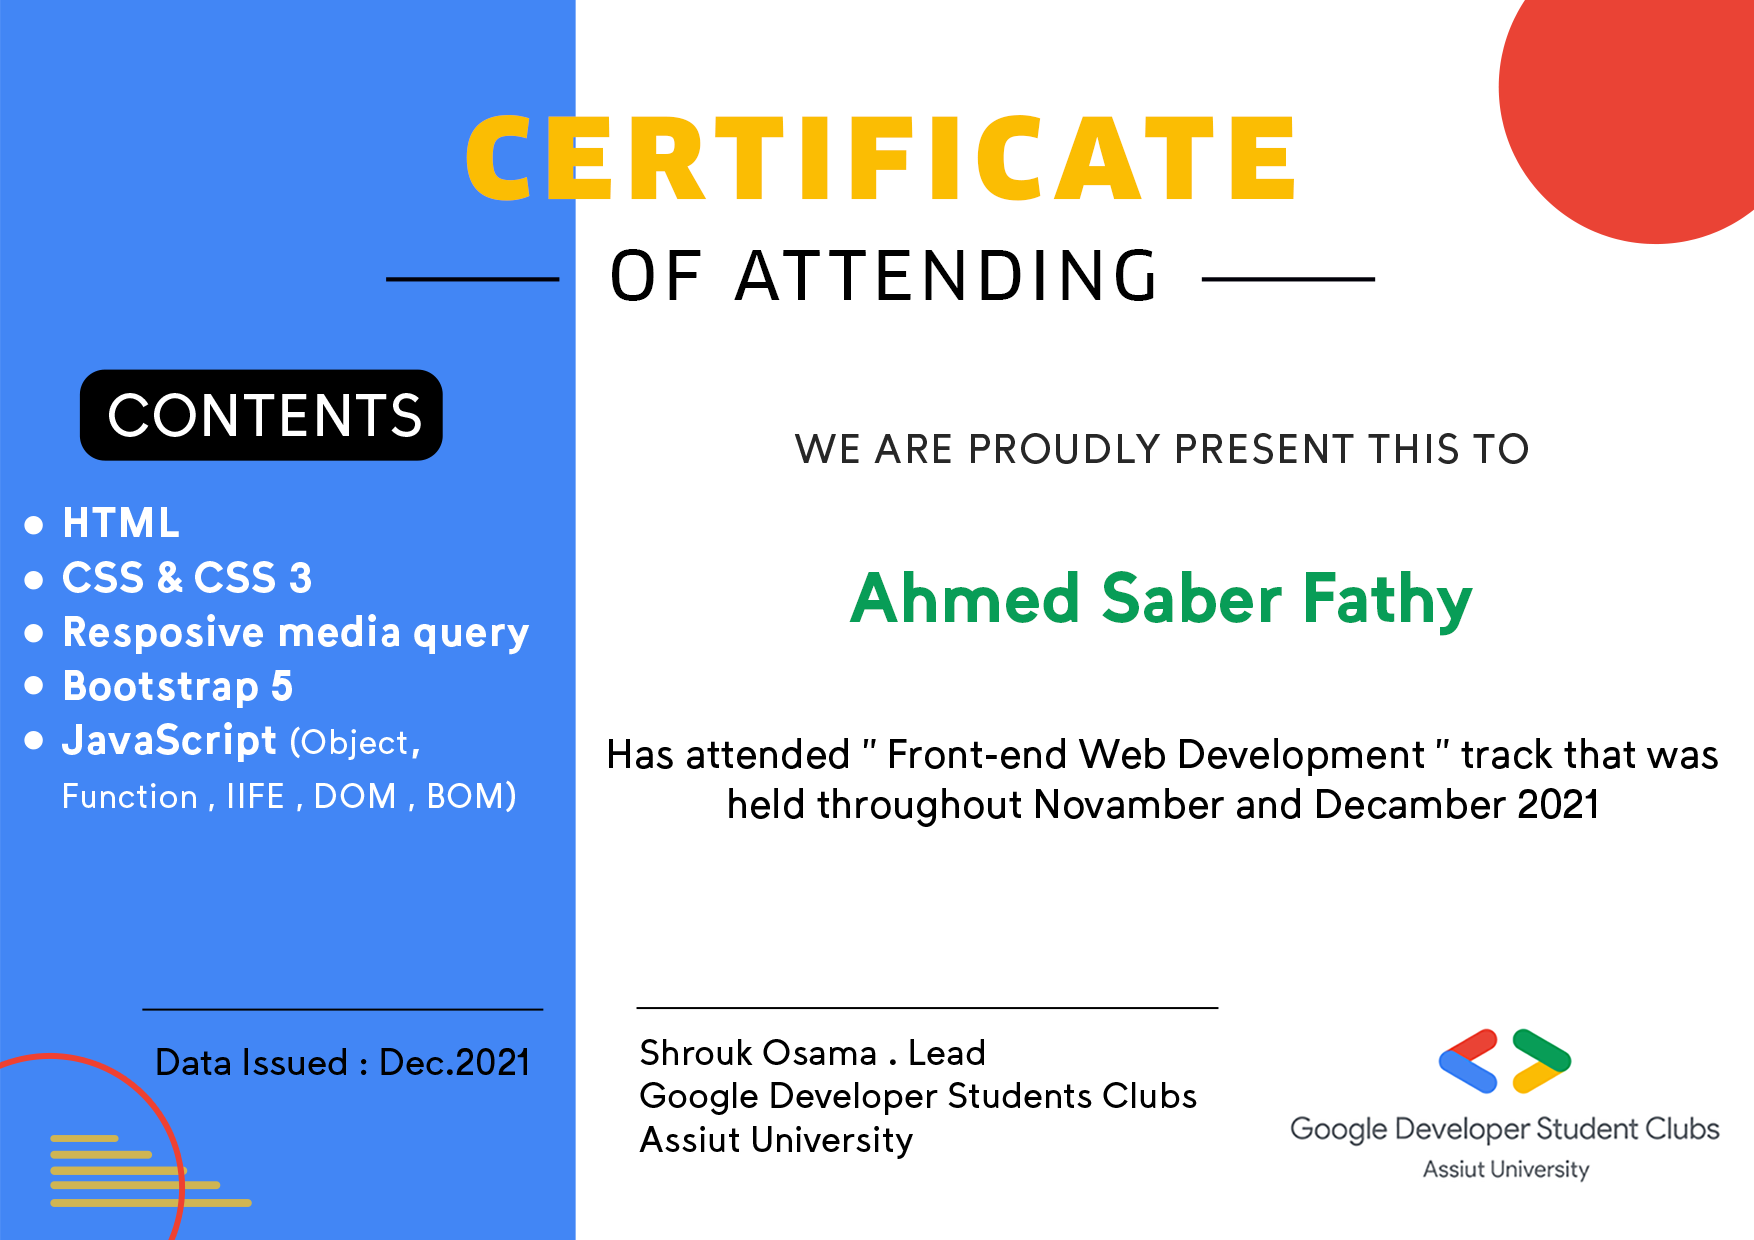 CERTIFICATE
OF ATTENDING
CONTENTS
• HTML
• CSS & CSS 3
• Resposive media query
• Bootstrap 5
• JavaScript (Object,
Function , IIFE , DOM , BOM)
WE ARE PROUDLY PRESENT THIS TO
Ahmed Saber Fathy
Has attended " Front-end Web Development " track that was
held throughout Novamber and Decamber 2021
Data Issued : Dec.2021
Shrouk Osama . Lead
Google Developer Students Clubs
Assiut University
Google Developer Student Clubs
Assiut University